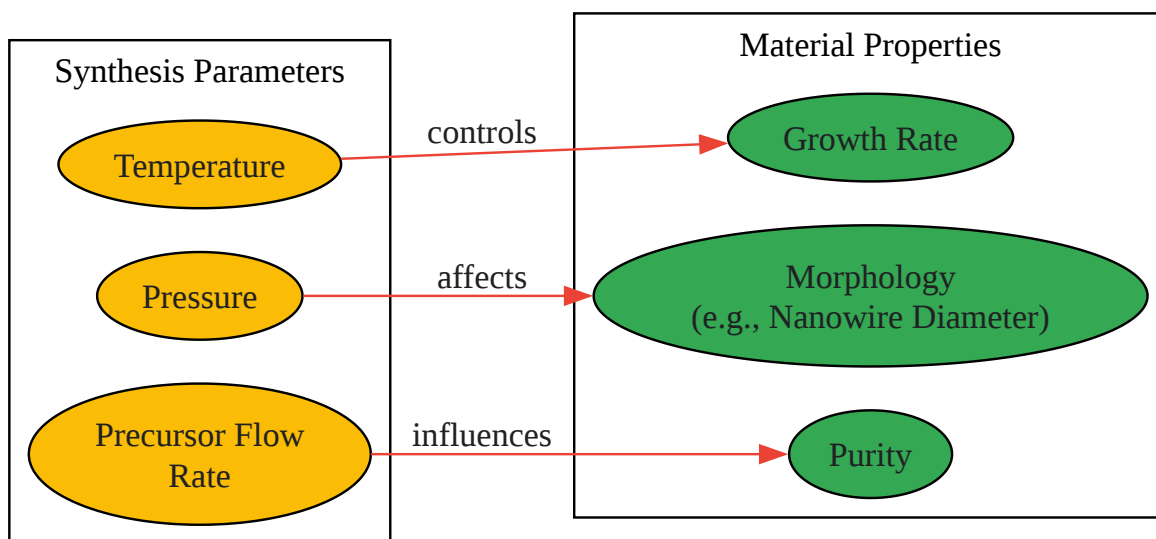 Synthesis Parameters
Material Properties
Temperature
controls
Growth Rate
Pressure
affects
Morphology
(e.g., Nanowire Diameter)
Precursor Flow
Rate
influences
Purity